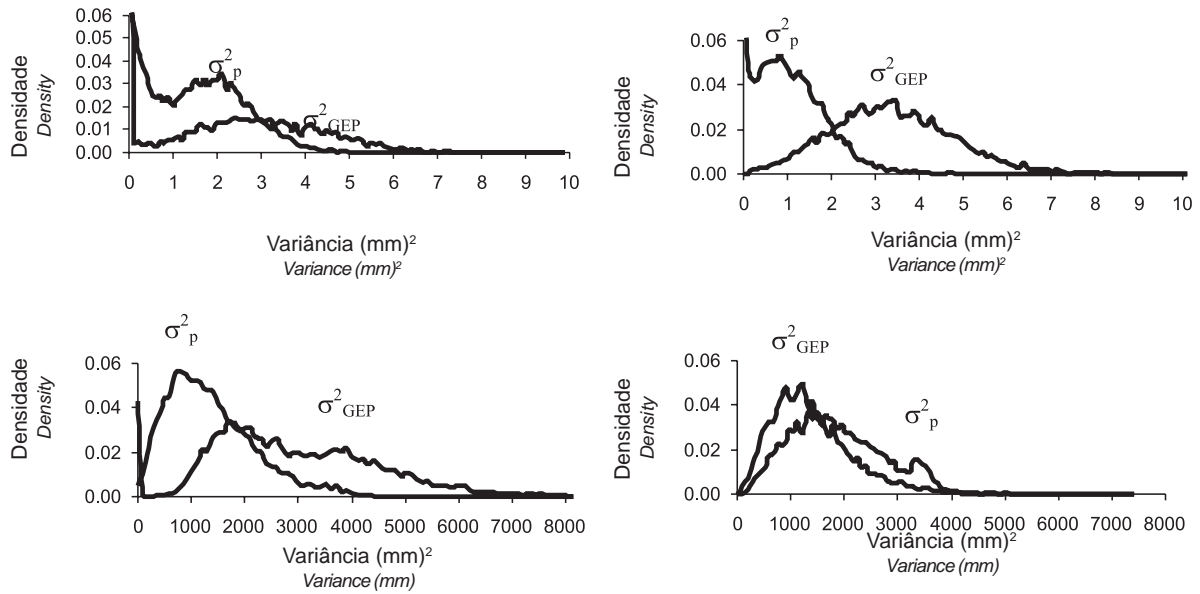 Densidade
Density
0.06
0.05
0.04
0.03
0.02
0.01
0.00
σ²p
σ²GEP
0 1 2 3 4 5 6 7 8 9 10
Variância (mm)²
Variance (mm)²
Densidade
Density
0.06
0.04
0.02
0.00
σ²p
σ²GEP
0 1 2 3 4 5 6 7 8 9 10
Variância (mm)²
Variance (mm)²
Densidade
Density
σ²p
0.06
0.04
0.02
0.00
σ²GEP
0 1000 2000 3000 4000 5000 6000 7000 8000
Variância (mm)²
Variance (mm)
Densidade
Density
σ²GEP
0.06
0.04
0.02
0.00
σ²p
0 1000 2000 3000 4000 5000 6000 7000 8000
Variância (mm)²
Variance (mm)